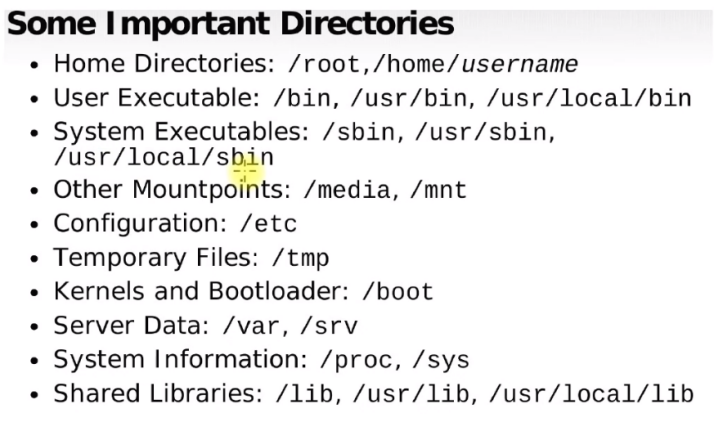 Some Important Directories
• Home Directories: /root,/home/username
• User Executable: /bin, /usr/bin, /usr/local/bin
• System Executables: /sbin, /usr/sbin,
/usr/local/sbin
• Other Mountpoints: /media, /mnt
• Configuration: /etc
• Temporary Files: /tmp
• Kernels and Bootloader: /boot
• Server Data: /var, /srv
• System Information: /proc, /sys
• Shared Libraries: /lib, /usr/lib, /usr/local/lib